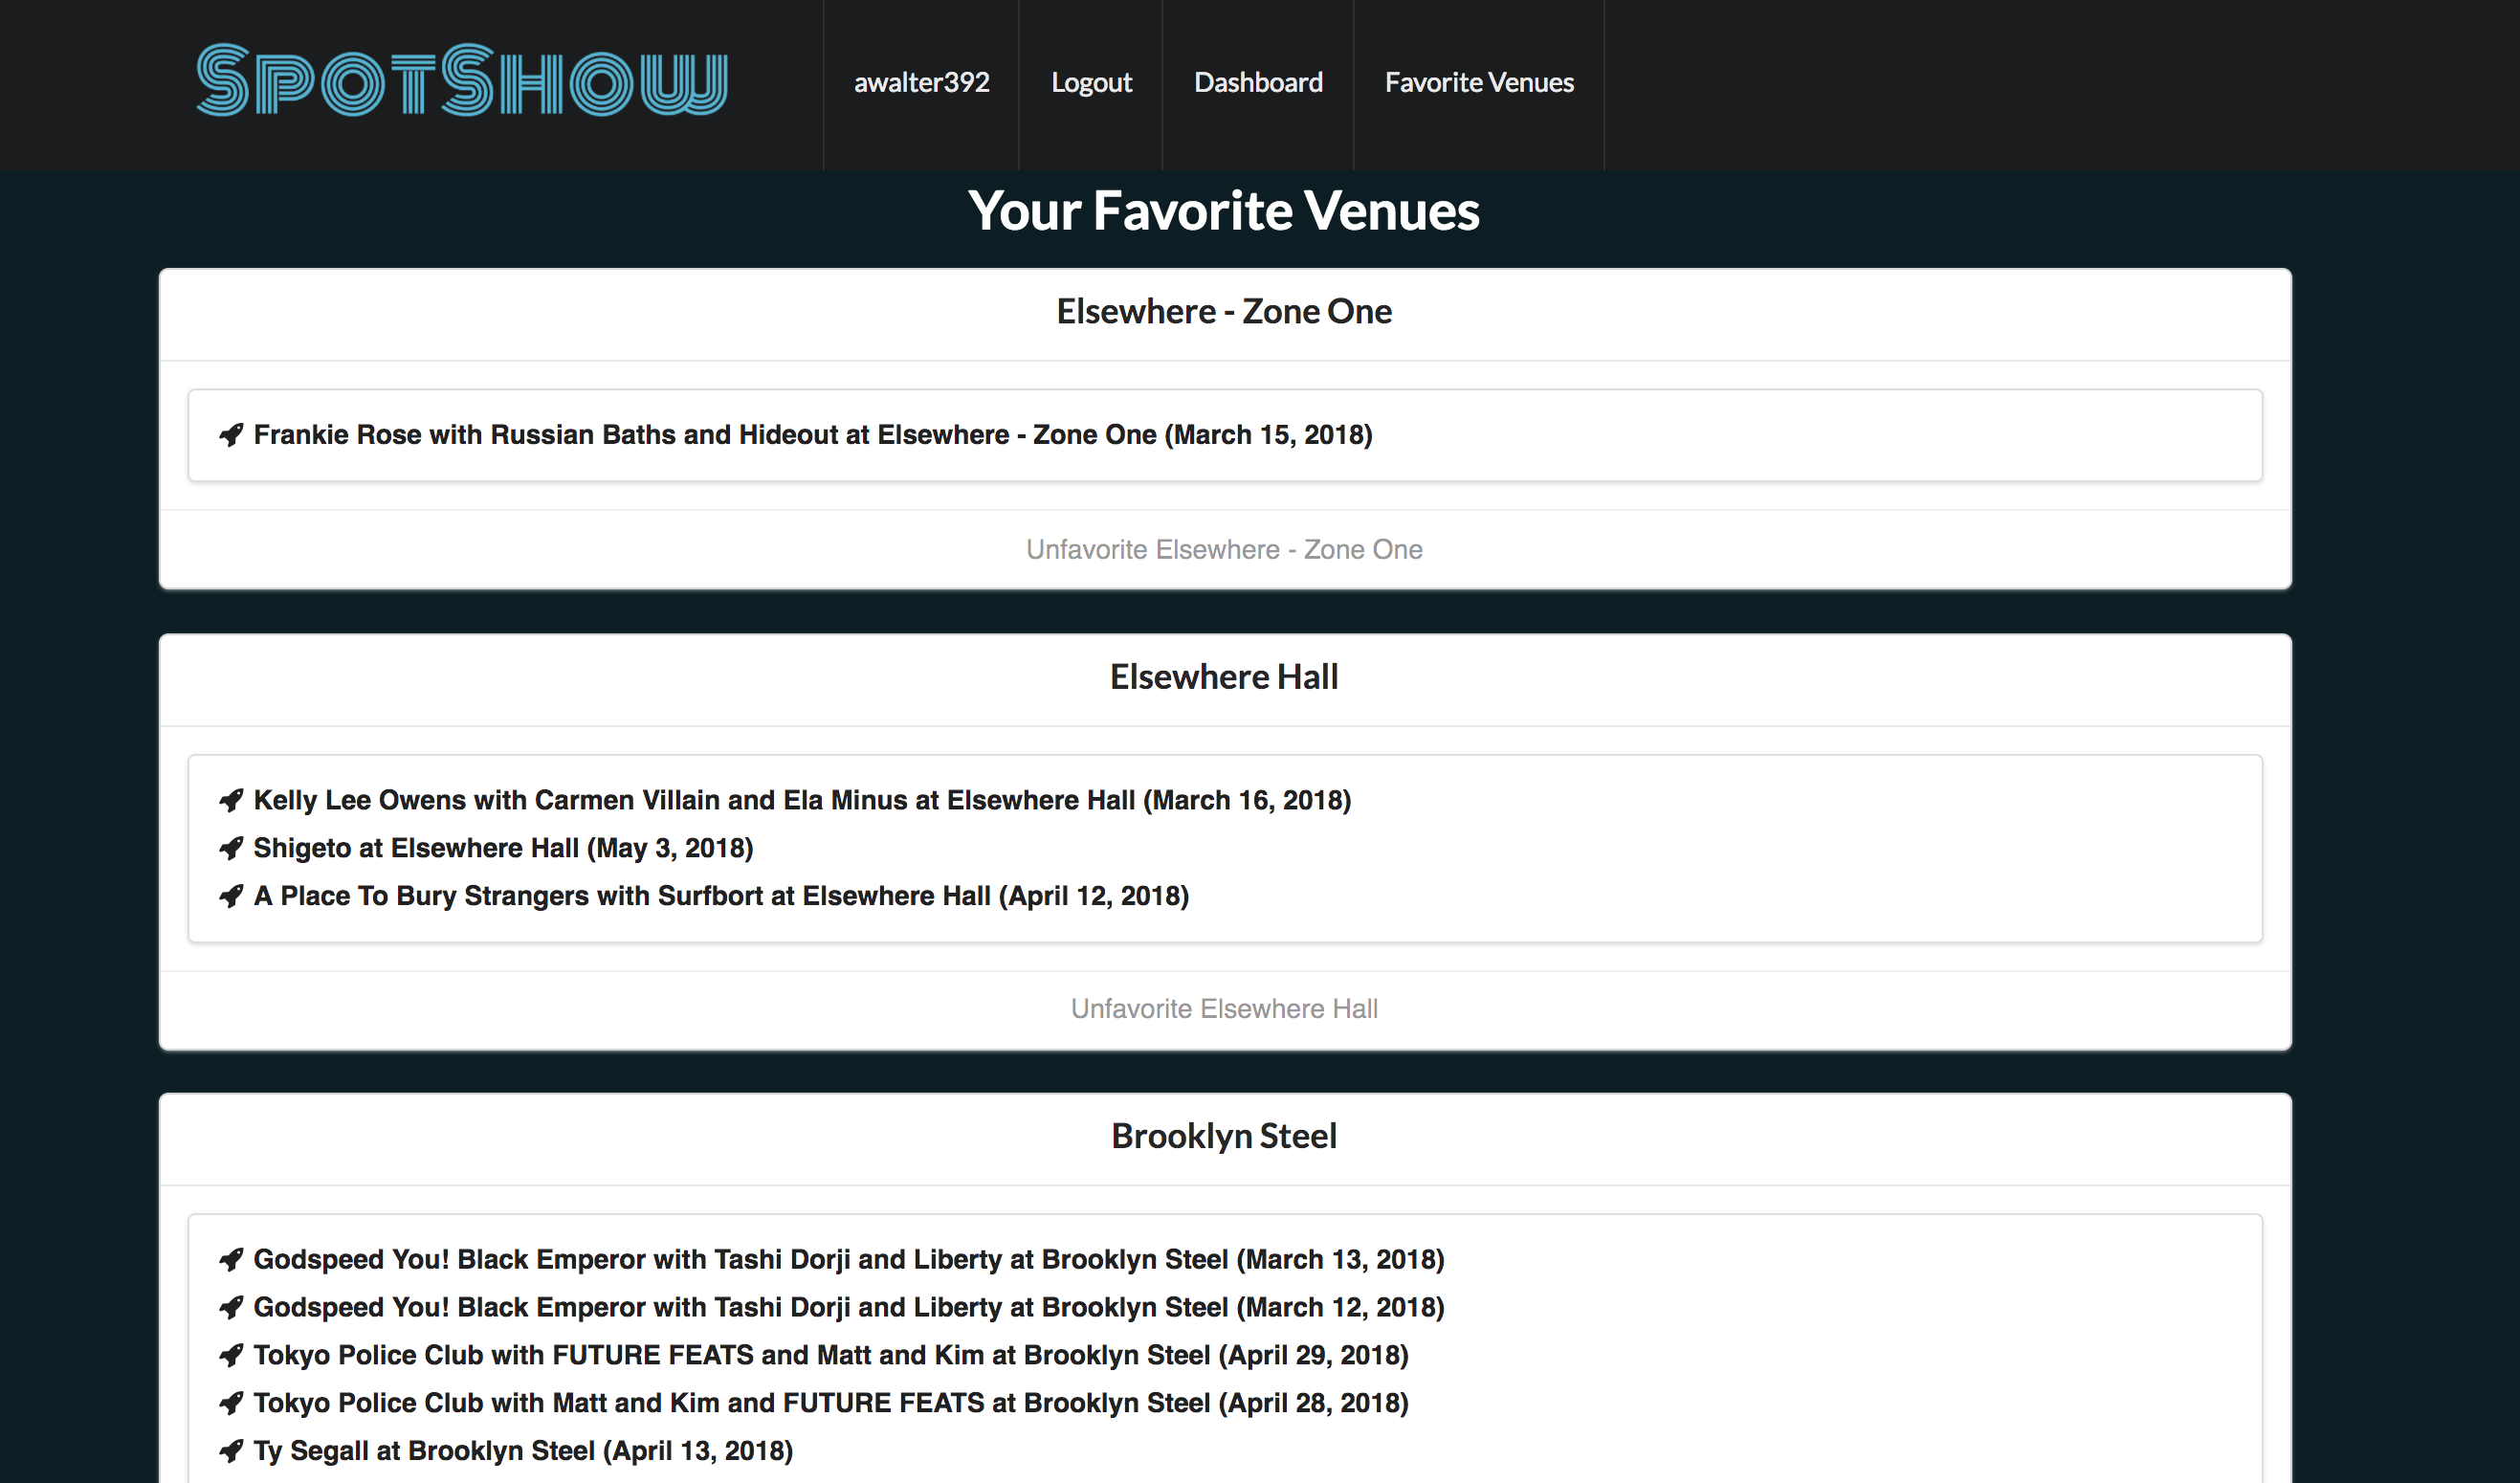 SPOTSHOW
awalter392
Logout
Dashboard
Favorite Venues
Your Favorite Venues
Elsewhere - Zone One
Frankie Rose with Russian Baths and Hideout at Elsewhere - Zone One (March 15, 2018)
Unfavorite Elsewhere - Zone One
Elsewhere Hall
Kelly Lee Owens with Carmen Villain and Ela Minus at Elsewhere Hall (March 16, 2018)
Shigeto at Elsewhere Hall (May 3, 2018)
A Place To Bury Strangers with Surfbort at Elsewhere Hall (April 12, 2018)
Unfavorite Elsewhere Hall
Brooklyn Steel
Godspeed You! Black Emperor with Tashi Dorji and Liberty at Brooklyn Steel (March 13, 2018)
Godspeed You! Black Emperor with Tashi Dorji and Liberty at Brooklyn Steel (March 12, 2018)
Tokyo Police Club with FUTURE FEATS and Matt and Kim at Brooklyn Steel (April 29, 2018)
Tokyo Police Club with Matt and Kim and FUTURE FEATS at Brooklyn Steel (April 28, 2018)
Ty Segall at Brooklyn Steel (April 13, 2018)